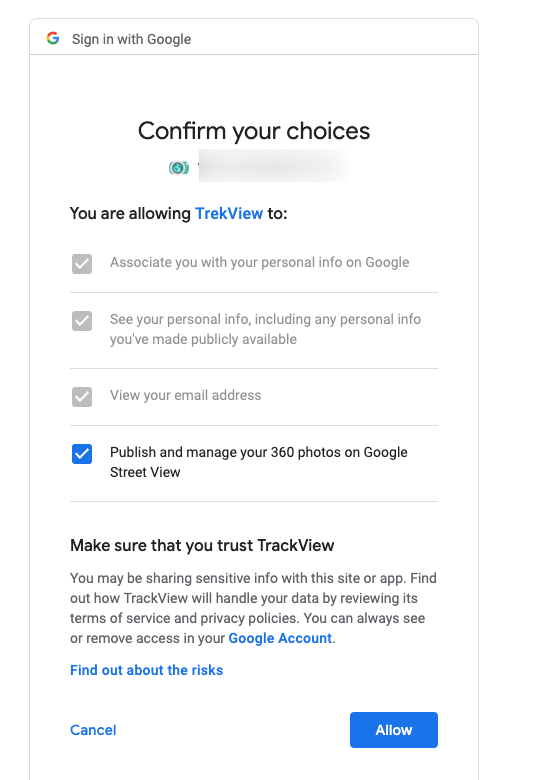 Sign in with Google
Confirm your choices
You are allowing TrekView to:
Associate you with your personal info on Google
See your personal info, including any personal info
you've made publicly available
View your email address
Publish and manage your 360 photos on Google
Street View
Make sure that you trust TrackView
You may be sharing sensitive info with this site or app. Find
out how TrackView will handle your data by reviewing its
terms of service and privacy policies. You can always see
or remove access in your Google Account.
Find out about the risks
Cancel
Allow